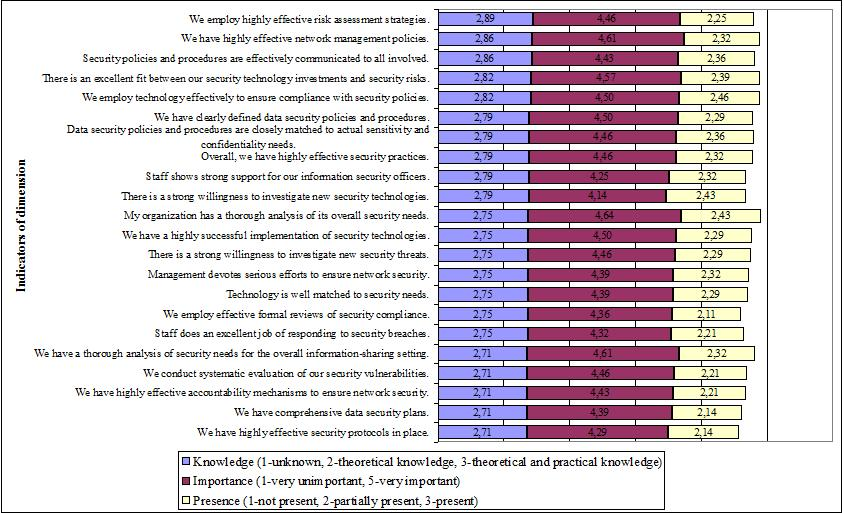 Indicators of dimension
We employ highly effective risk assessment strategies. 2,89 4,46 2,25
We have highly effective network management policies. 2,86 4,61 2,32
Security policies and procedures are effectively communicated to all involved. 2,86 4,43 2,36
There is an excellent fit between our security technology investments and security risks. 2,82 4,57 2,39
We employ technology effectively to ensure compliance with security policies. 2,82 4,50 2,46
We have clearly defined data security policies and procedures. 2,79 4,50 2,29
Data security policies and procedures are closely matched to actual sensitivity and
confidentiality needs. 2,79 4,46 2,36
Overall, we have highly effective security practices. 2,79 4,46 2,32
Staff shows strong support for our information security officers. 2,79 4,25 2,32
There is a strong willingness to investigate new security technologies. 2,79 4,14 2,43
My organization has a thorough analysis of its overall security needs. 2,75 4,64 2,43
We have a highly successful implementation of security technologies. 2,75 4,50 2,29
There is a strong willingness to investigate new security threats. 2,75 4,46 2,29
Management devotes serious efforts to ensure network security. 2,75 4,39 2,32
Technology is well matched to security needs. 2,75 4,39 2,29
We employ effective formal reviews of security compliance. 2,75 4,36 2,11
Staff does an excellent job of responding to security breaches. 2,75 4,32 2,21
We have a thorough analysis of security needs for the overall information-sharing setting. 2,71 4,61 2,32
We conduct systematic evaluation of our security vulnerabilities. 2,71 4,46 2,21
We have highly effective accountability mechanisms to ensure network security. 2,71 4,43 2,21
We have comprehensive data security plans. 2,71 4,39 2,14
We have highly effective security protocols in place. 2,71 4,29 2,14
Knowledge (1-unknown, 2-theoretical knowledge, 3-theoretical and practical knowledge)
Importance (1-very unimportant, 5-very important)
Presence (1-not present, 2-partially present, 3-present)